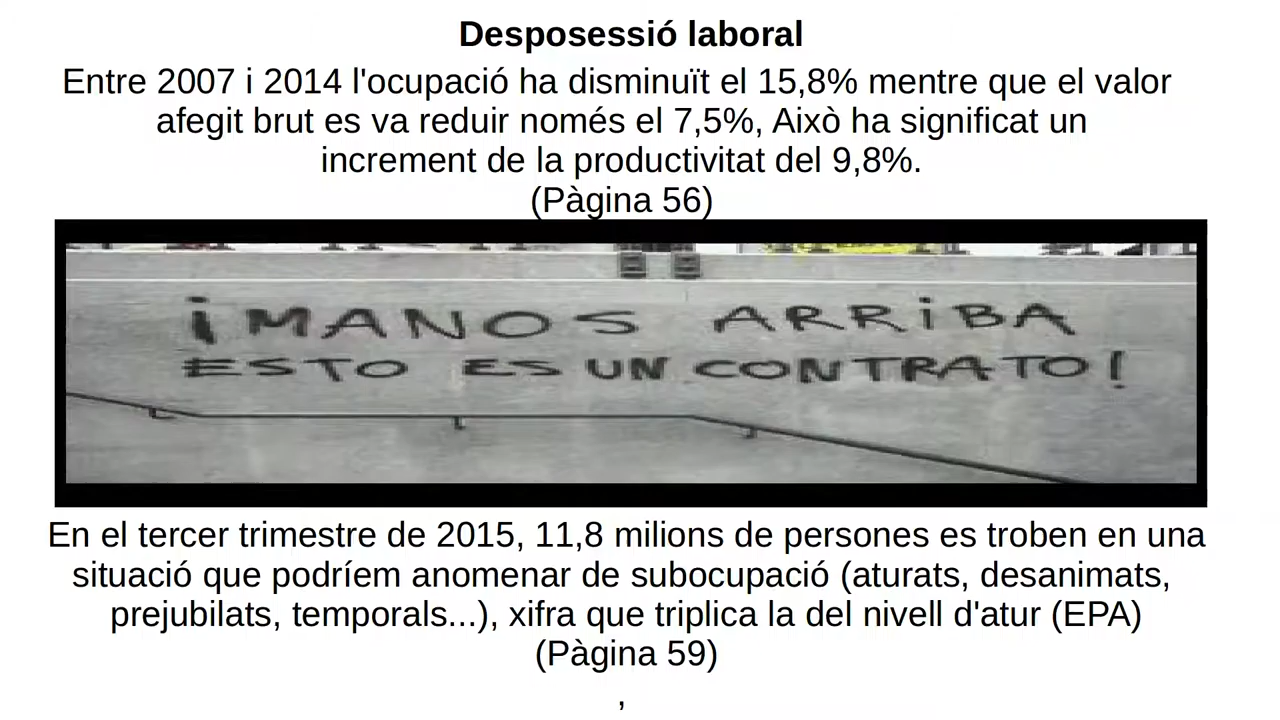 Desposessió laboral
Entre 2007 i 2014 l'ocupació ha disminuït el 15,8% mentre que el valor
afegit brut es va reduir només el 7,5%, Això ha significat un
increment de la productivitat del 9,8%.
(Pàgina 56)
¡MANOS ARRiBA
ESTO ES UN CONTRATO!
En el tercer trimestre de 2015, 11,8 milions de persones es troben en una
situació que podríem anomenar de subocupació (aturats, desanimats,
prejubilats, temporals...), xifra que triplica la del nivell d'atur (EPA)
(Pàgina 59)
,